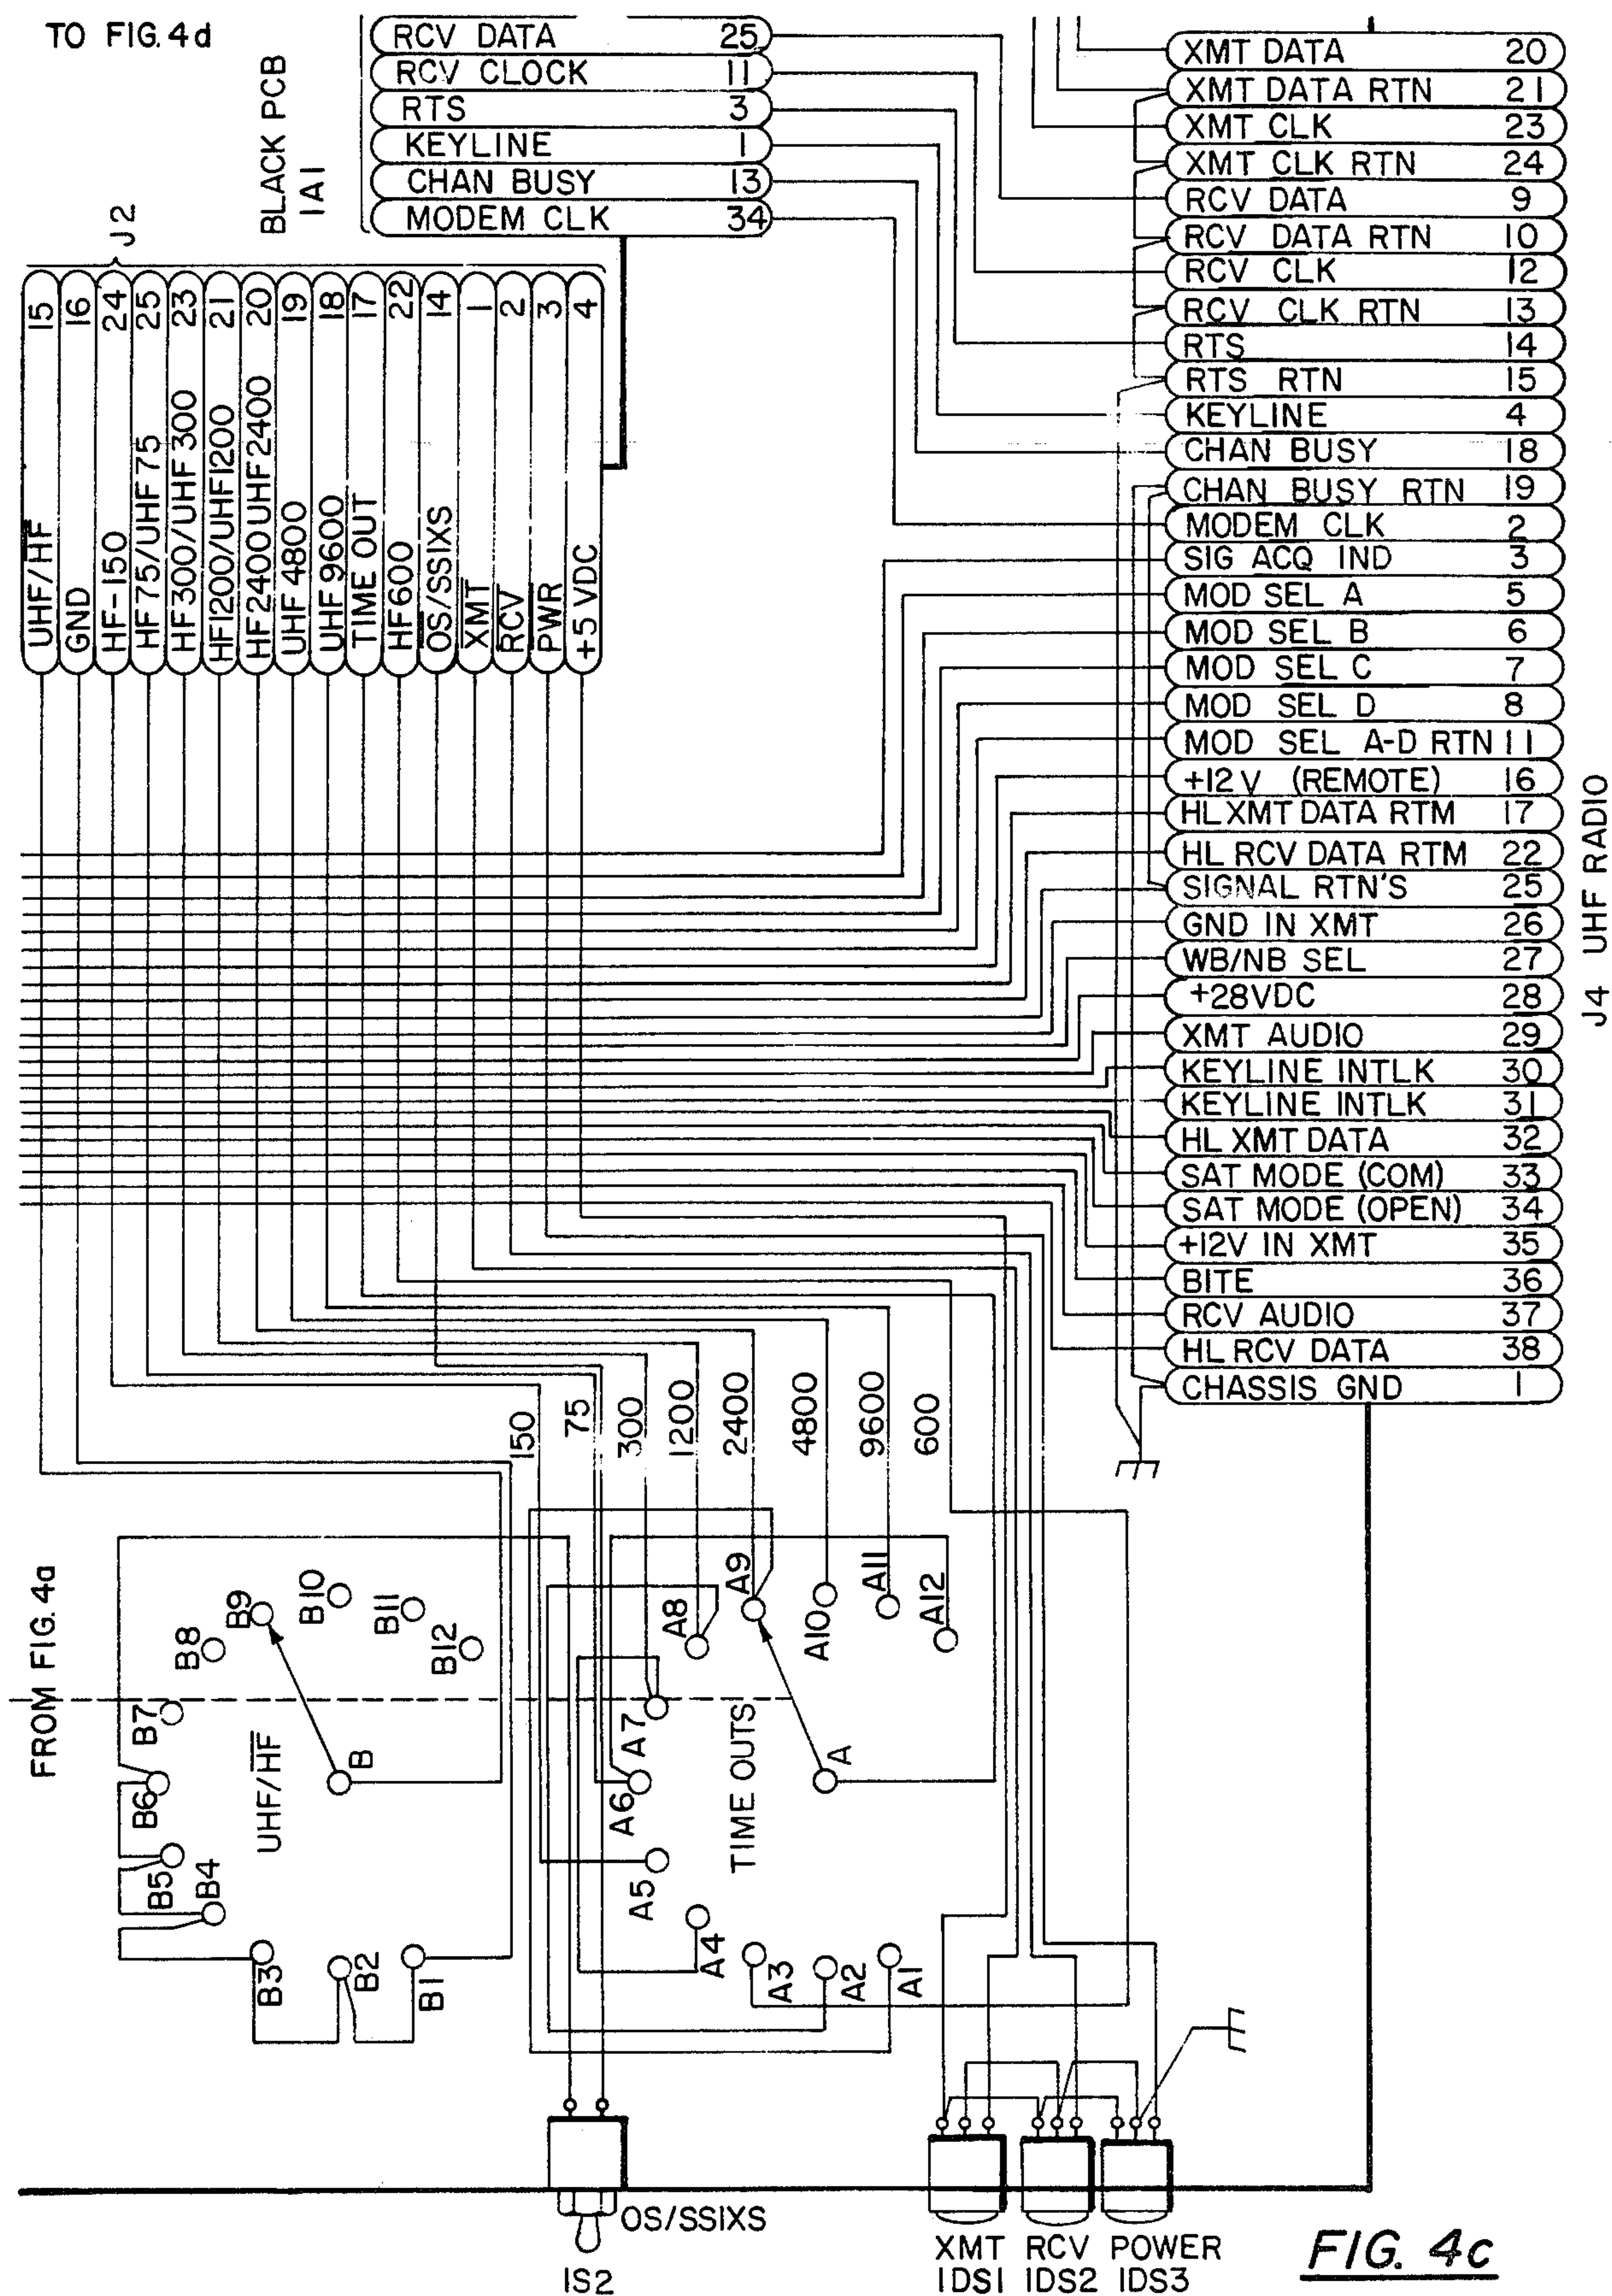 TO FIG. 4d
BLACK PCB
1A1
RCV DATA 25
RCV CLOCK 11
RTS 3
KEYLINE 1
CHAN BUSY 13
MODEM CLK 34
J2
UHF/H̅F̅ 15
GND 16
HF-150 24
HF75/UHF75 25
HF300/UHF300 23
HF1200/UHF1200 21
HF2400UHF2400 20
UHF4800 19
UHF9600 18
TIME OUT 17
HF600 22
O̅S̅/SSIXS 14
X̅M̅T̅ 1
R̅C̅V̅ 2
P̅W̅R̅ 3
+5VDC 4
XMT DATA 20
XMT DATA RTN 21
XMT CLK 23
XMT CLK RTN 24
RCV DATA 9
RCV DATA RTN 10
RCV CLK 12
RCV CLK RTN 13
RTS 14
RTS RTN 15
KEYLINE 4
CHAN BUSY 18
CHAN BUSY RTN 19
MODEM CLK 2
SIG ACQ IND 3
MOD SEL A 5
MOD SEL B 6
MOD SEL C 7
MOD SEL D 8
MOD SEL A-D RTN 11
+12V (REMOTE) 16
HL XMT DATA RTM 17
HL RCV DATA RTM 22
SIGNAL RTN'S 25
GND IN XMT 26
WB/NB SEL 27
+28VDC 28
XMT AUDIO 29
KEYLINE INTLK 30
KEYLINE INTLK 31
HL XMT DATA 32
SAT MODE (COM) 33
SAT MODE (OPEN) 34
+12V IN XMT 35
BITE 36
RCV AUDIO 37
HL RCV DATA 38
CHASSIS GND 1
J4 UHF RADIO
150
75
300
1200
2400
4800
9600
600
FROM FIG. 4a
B10
B9
B11
B8
B12
B7
UHF/H̅F̅
B
B6
B5
B4
B3
B2
B1
A9
A11
A8
A10
A12
A7
TIME OUTS
A
A6
A5
A4
A3
A2
A1
OS/SSIXS
1S2
XMT
1DS1
RCV
1DS2
POWER
1DS3
FIG. 4c